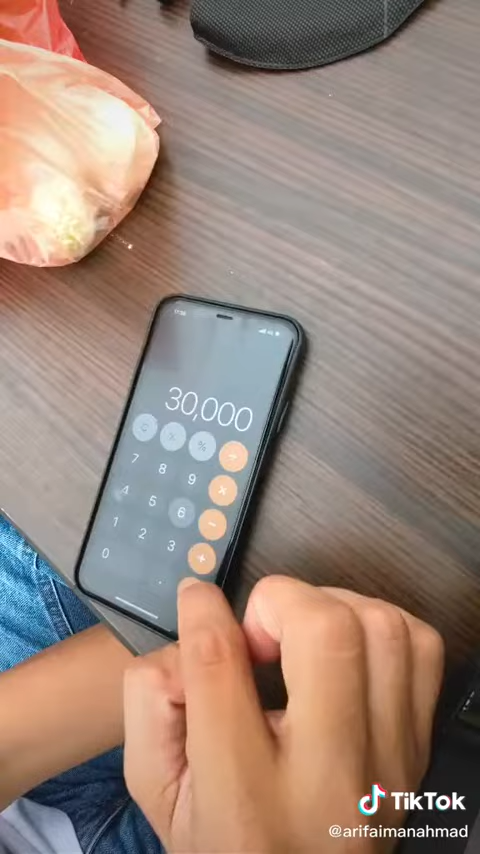 30,000
C %
7 8 9 ×
4 5 6 −
1 2 3 +
0 .
TikTok
@arifaimanahmad